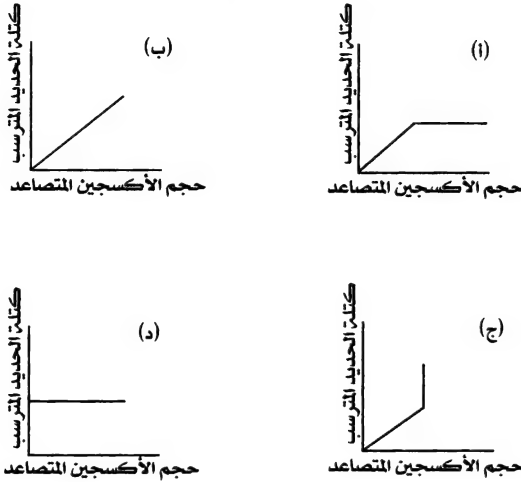 (أ)
كتلة الحديد المترسب
حجم الأكسجين المتصاعد
(ب)
كتلة الحديد المترسب
حجم الأكسجين المتصاعد
(ج)
كتلة الحديد المترسب
حجم الأكسجين المتصاعد
(د)
كتلة الحديد المترسب
حجم الأكسجين المتصاعد